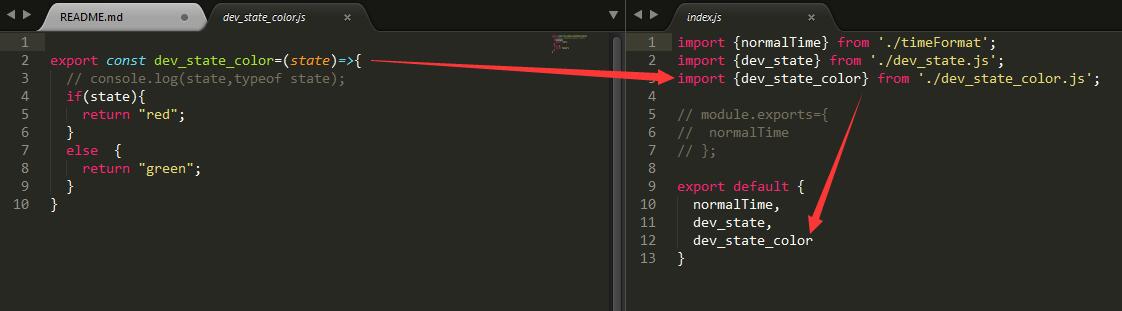 README.md
dev_state_color.js
1
2 export const dev_state_color=(state)=>{
3 // console.log(state,typeof state);
4 if(state){
5 return "red";
6 }
7 else {
8 return "green";
9 }
10 }
index.js
1 import {normalTime} from './timeFormat';
2 import {dev_state} from './dev_state.js';
3 import {dev_state_color} from './dev_state_color.js';
4
5 // module.exports={
6 // normalTime
7 // };
8
9 export default {
10 normalTime,
11 dev_state,
12 dev_state_color
13 }